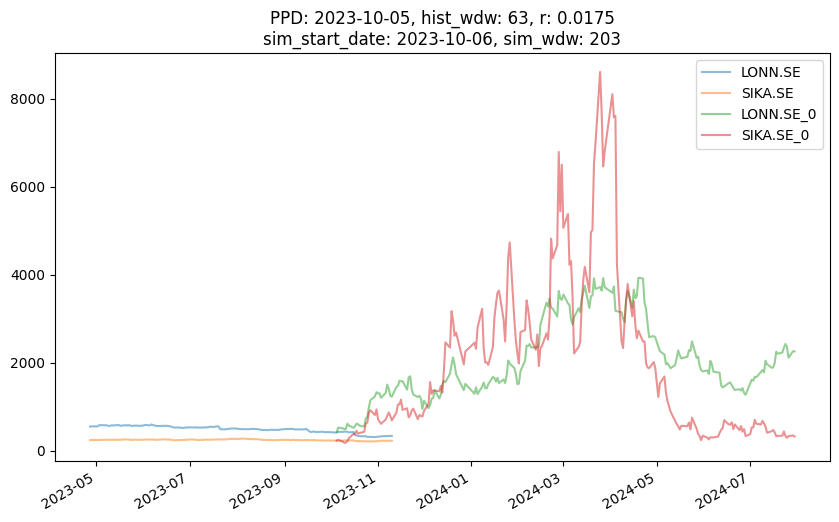 PPD: 2023-10-05, hist_wdw: 63, r: 0.0175
sim_start_date: 2023-10-06, sim_wdw: 203
LONN.SE
SIKA.SE
LONN.SE_0
SIKA.SE_0
8000
6000
4000
2000
0
2023-05
2023-07
2023-09
2023-11
2024-01
2024-03
2024-05
2024-07